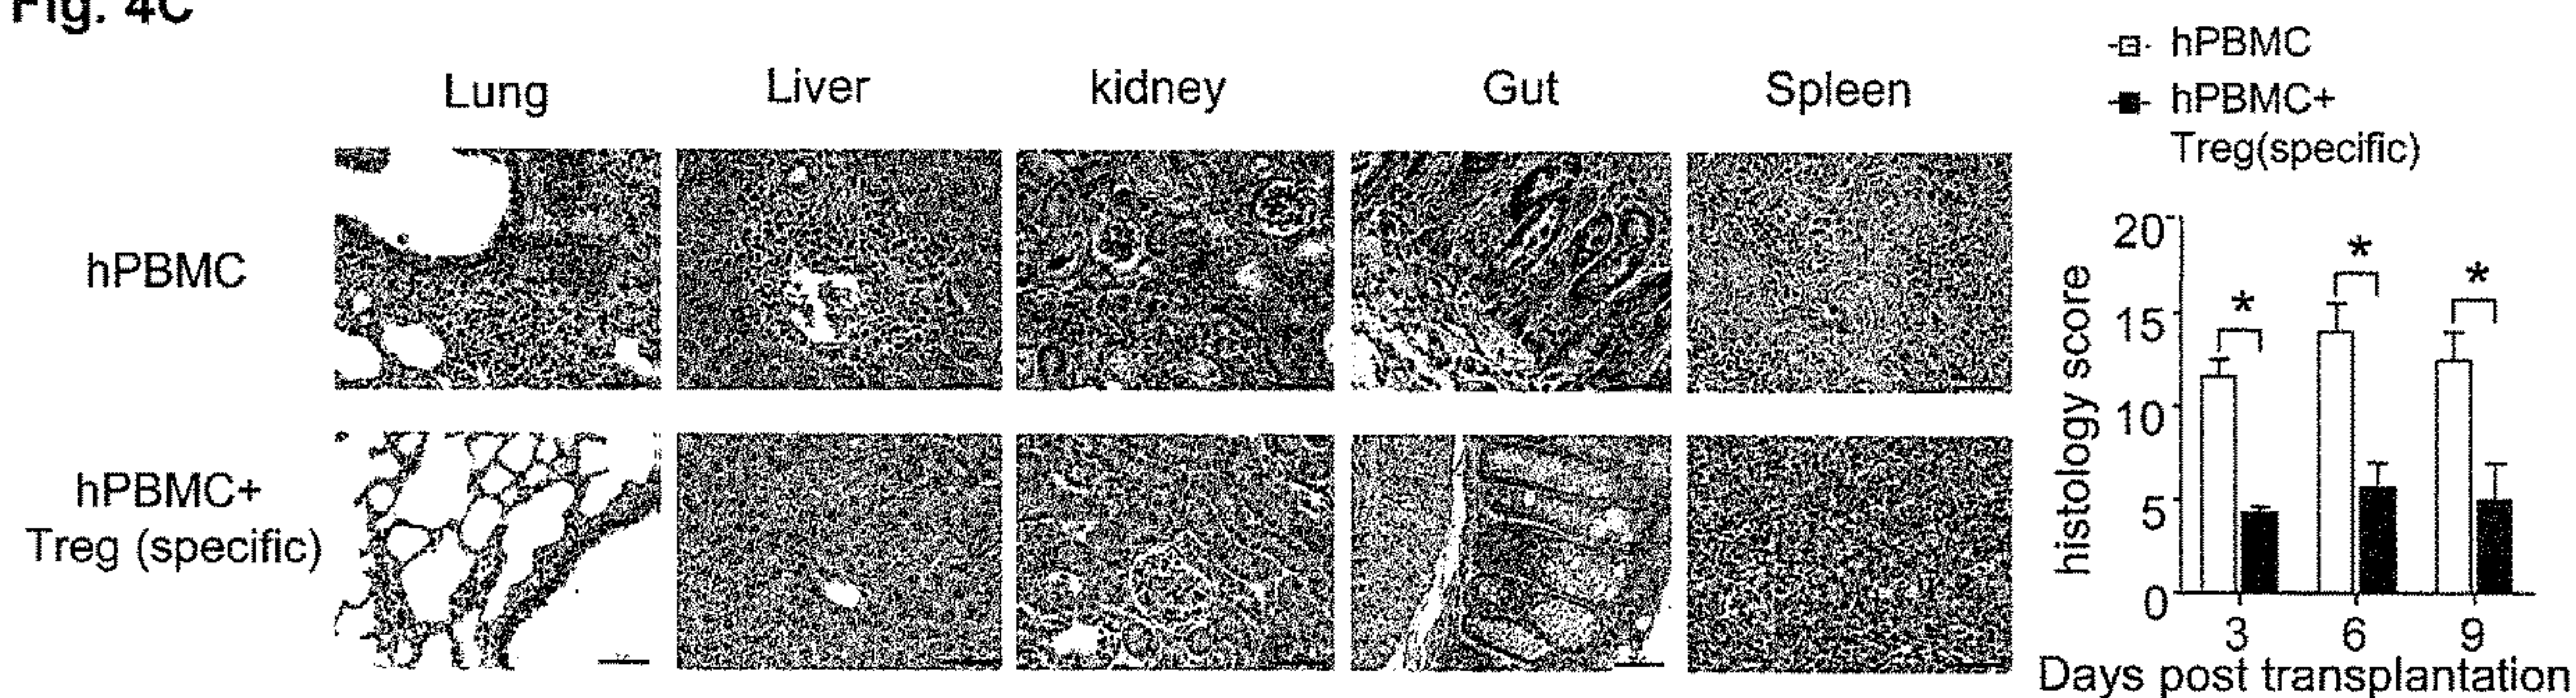 Fig. 4C
Lung
Liver
kidney
Gut
Spleen
hPBMC
hPBMC+
Treg (specific)
hPBMC
hPBMC+
Treg(specific)
histology score
20
15
10
5
0
*
*
*
3
6
9
Days post transplantation